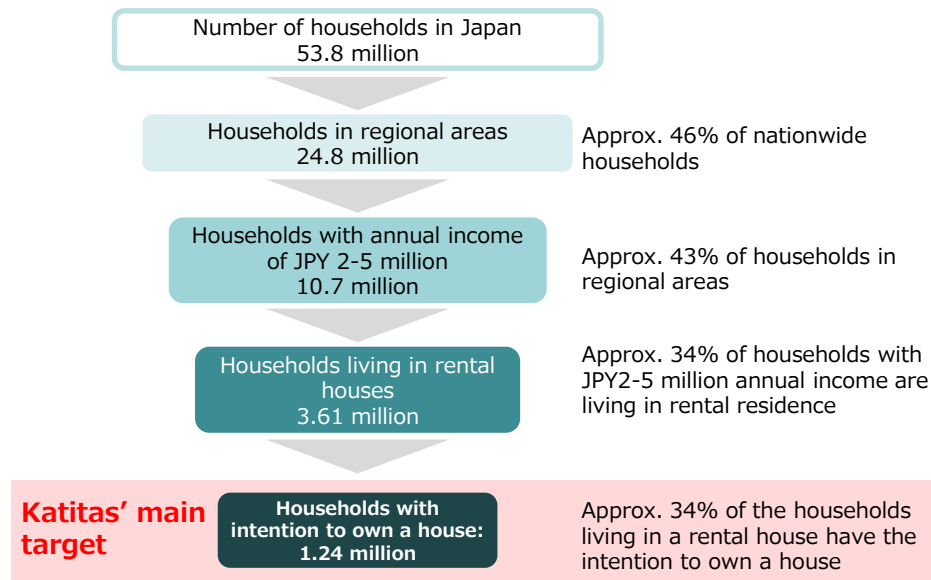 Number of households in Japan
53.8 million
Households in regional areas
24.8 million
Approx. 46% of nationwide
households
Households with annual income
of JPY 2-5 million
10.7 million
Approx. 43% of households in
regional areas
Households living in rental
houses
3.61 million
Approx. 34% of households with
JPY2-5 million annual income are
living in rental residence
Katitas’ main
target
Households with
intention to own a house:
1.24 million
Approx. 34% of the households
living in a rental house have the
intention to own a house